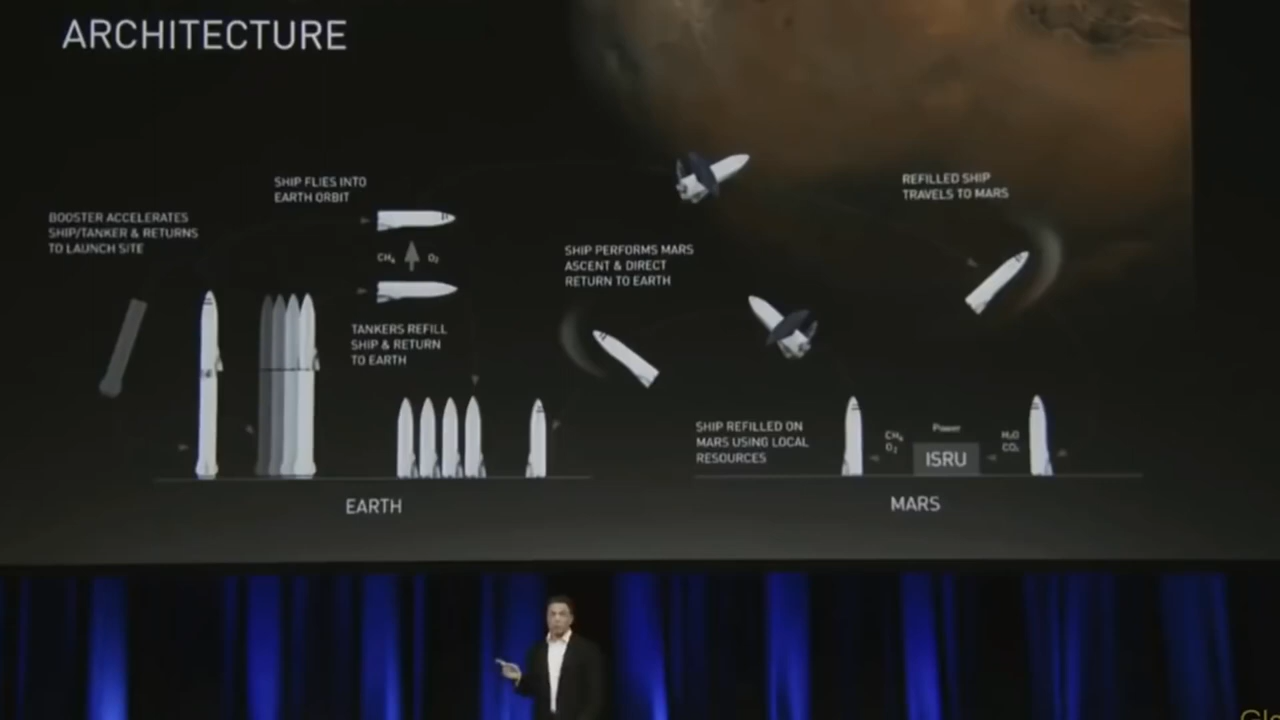 ARCHITECTURE
SHIP FLIES INTO
EARTH ORBIT
BOOSTER ACCELERATES
SHIP/TANKER & RETURNS
TO LAUNCH SITE
CH₄ O₂
TANKERS REFILL
SHIP & RETURN
TO EARTH
SHIP PERFORMS MARS
ASCENT & DIRECT
RETURN TO EARTH
REFILLED SHIP
TRAVELS TO MARS
SHIP REFILLED ON
MARS USING LOCAL
RESOURCES
CH₄
O₂
Power
ISRU
H₂O
CO₂
EARTH
MARS